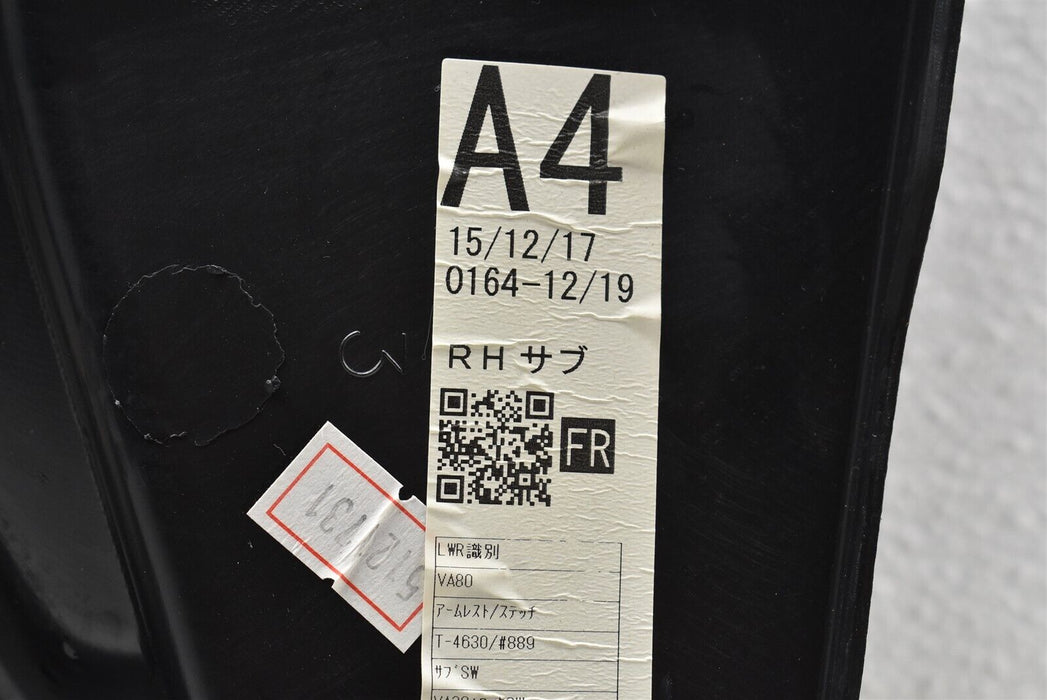 A4
15/12/17
0164-12/19
RHサブ
FR
LWR識別
VA80
アームレスト/ステッチ
T-4630/#889
サブSW